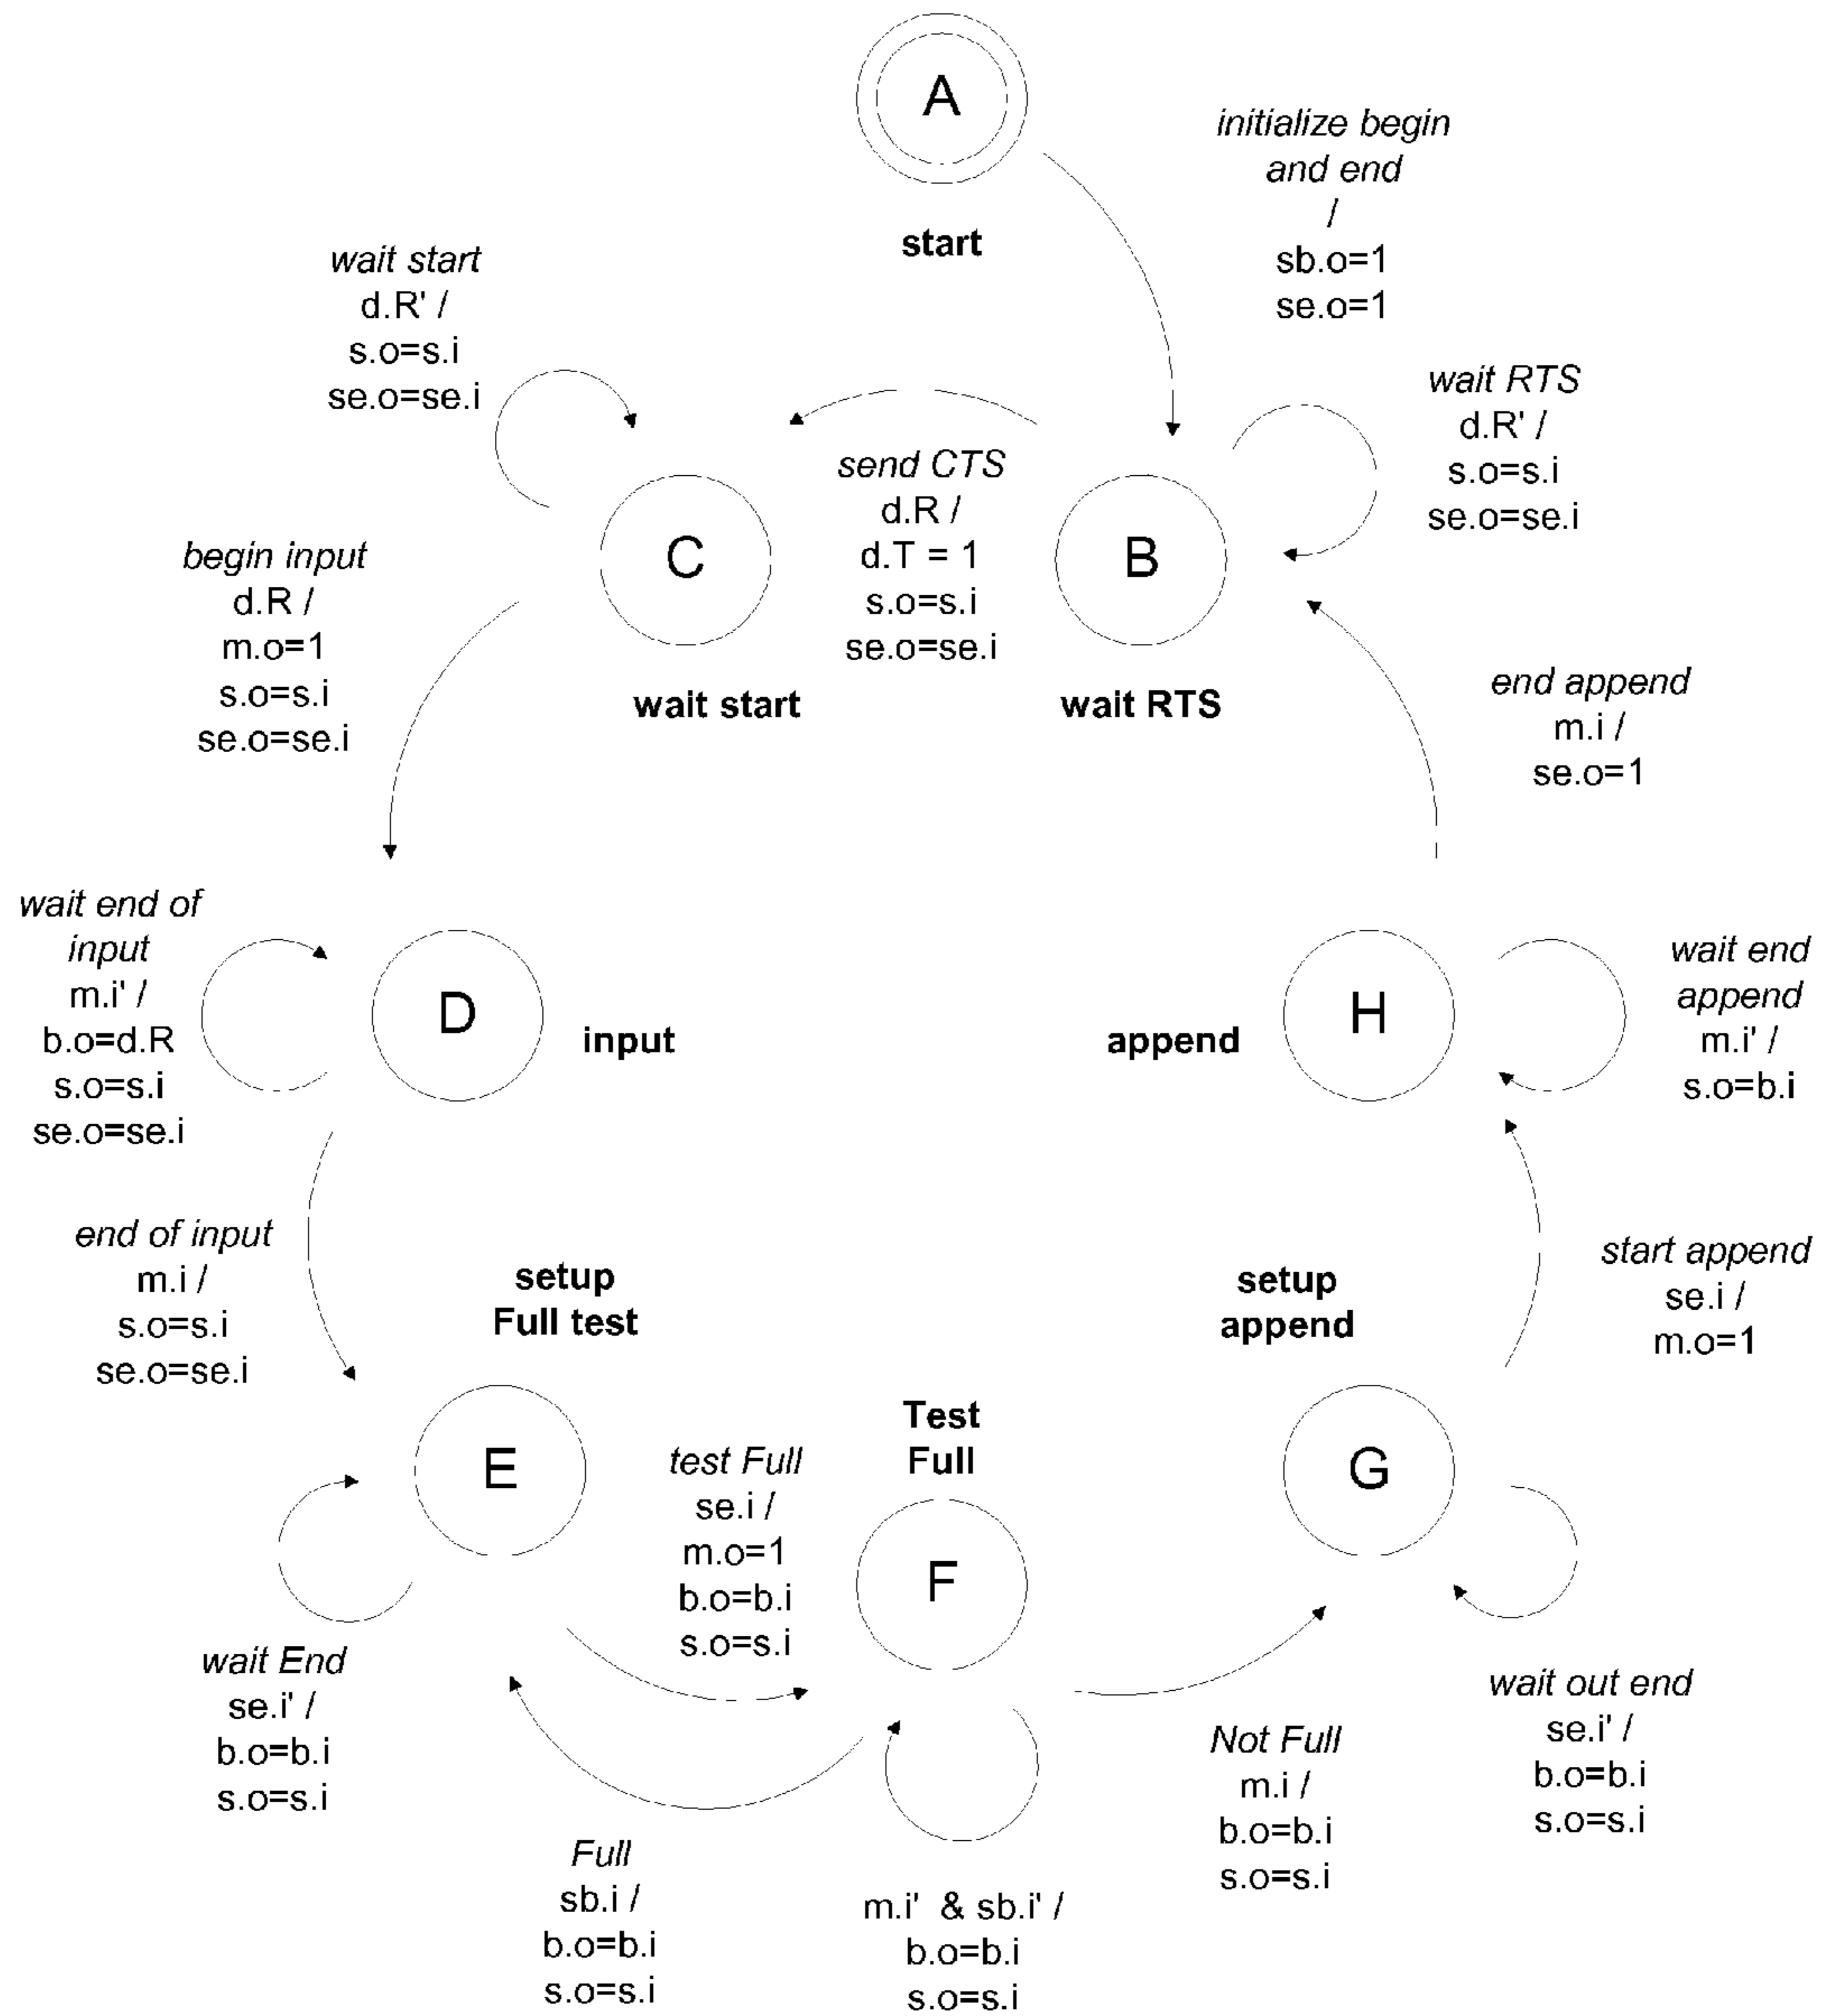 A
start
initialize begin
and end
/
sb.o=1
se.o=1
wait start
d.R' /
s.o=s.i
se.o=se.i
wait RTS
d.R' /
s.o=s.i
se.o=se.i
send CTS
d.R /
d.T = 1
s.o=s.i
se.o=se.i
C
wait start
B
wait RTS
begin input
d.R /
m.o=1
s.o=s.i
se.o=se.i
end append
m.i /
se.o=1
wait end of
input
m.i' /
b.o=d.R
s.o=s.i
se.o=se.i
D
input
append
H
wait end
append
m.i' /
s.o=b.i
end of input
m.i /
s.o=s.i
se.o=se.i
setup
Full test
setup
append
start append
se.i /
m.o=1
E
test Full
se.i /
m.o=1
b.o=b.i
s.o=s.i
Test
Full
F
G
wait End
se.i' /
b.o=b.i
s.o=s.i
Full
sb.i /
b.o=b.i
s.o=s.i
m.i' & sb.i' /
b.o=b.i
s.o=s.i
Not Full
m.i /
b.o=b.i
s.o=s.i
wait out end
se.i' /
b.o=b.i
s.o=s.i